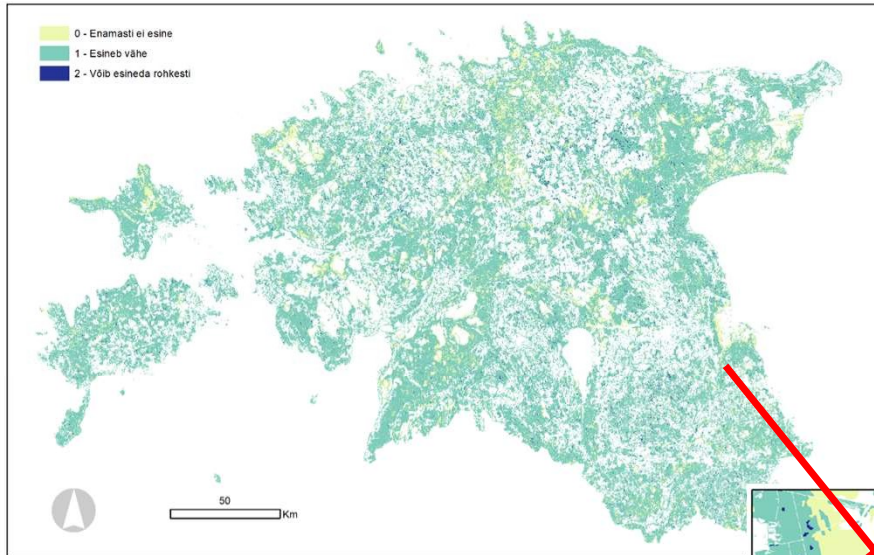 0 - Enamasti ei esine
1 - Esineb vähe
2 - Võib esineda rohkesti
50
Km